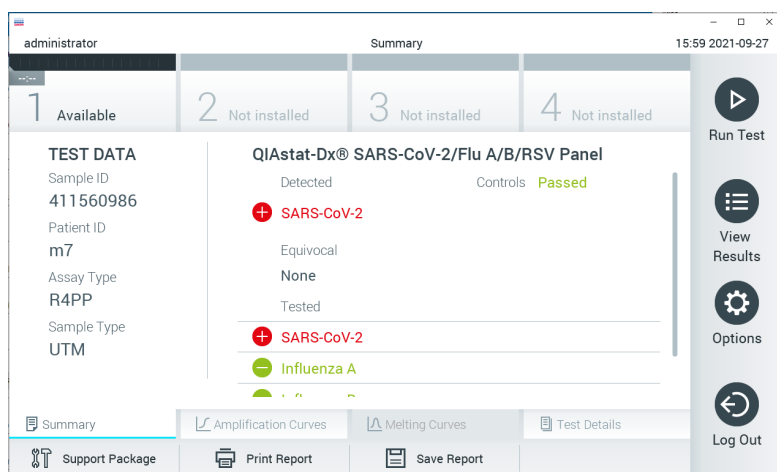 administrator Summary 15:59 2021-09-27
--:--
1 Available 2 Not installed 3 Not installed 4 Not installed
Run Test
TEST DATA
Sample ID
411560986
Patient ID
m7
Assay Type
R4PP
Sample Type
UTM
QIAstat-Dx® SARS-CoV-2/Flu A/B/RSV Panel
Detected Controls Passed
SARS-CoV-2
Equivocal
None
Tested
SARS-CoV-2
Influenza A
View
Results
Options
Log Out
Summary Amplification Curves Melting Curves Test Details
Support Package Print Report Save Report